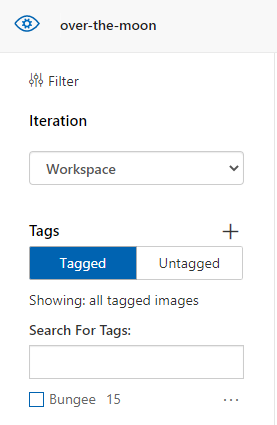 over-the-moon
Filter
Iteration
Workspace
Tags
Tagged Untagged
Showing: all tagged images
Search For Tags:
Bungee 15